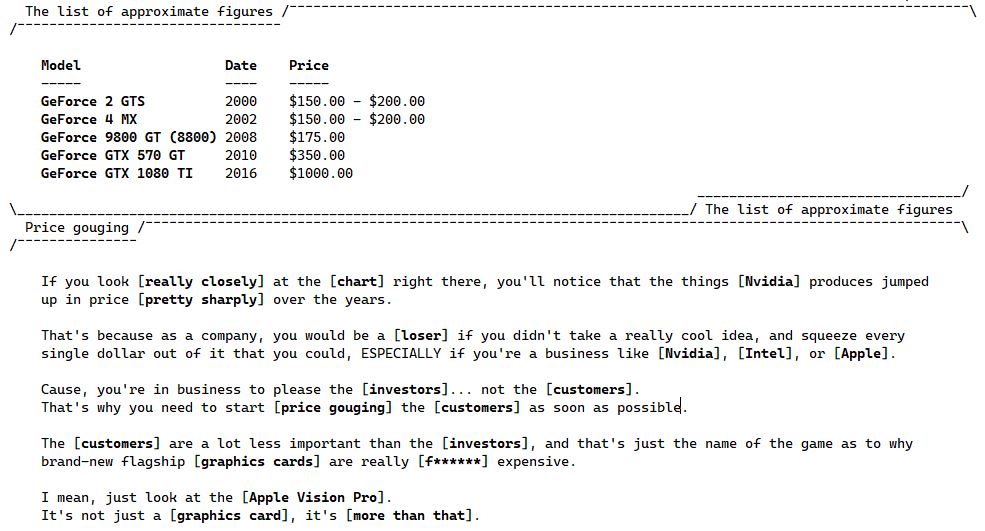 The list of approximate figures
Model Date Price
GeForce 2 GTS 2000 $150.00 - $200.00
GeForce 4 MX 2002 $150.00 - $200.00
GeForce 9800 GT (8800) 2008 $175.00
GeForce GTX 570 GT 2010 $350.00
GeForce GTX 1080 TI 2016 $1000.00
The list of approximate figures
Price gouging
If you look [really closely] at the [chart] right there, you'll notice that the things [Nvidia] produces jumped
up in price [pretty sharply] over the years.
That's because as a company, you would be a [loser] if you didn't take a really cool idea, and squeeze every
single dollar out of it that you could, ESPECIALLY if you're a business like [Nvidia], [Intel], or [Apple].
Cause, you're in business to please the [investors]... not the [customers].
That's why you need to start [price gouging] the [customers] as soon as possible.
The [customers] are a lot less important than the [investors], and that's just the name of the game as to why
brand-new flagship [graphics cards] are really [f******] expensive.
I mean, just look at the [Apple Vision Pro].
It's not just a [graphics card], it's [more than that].